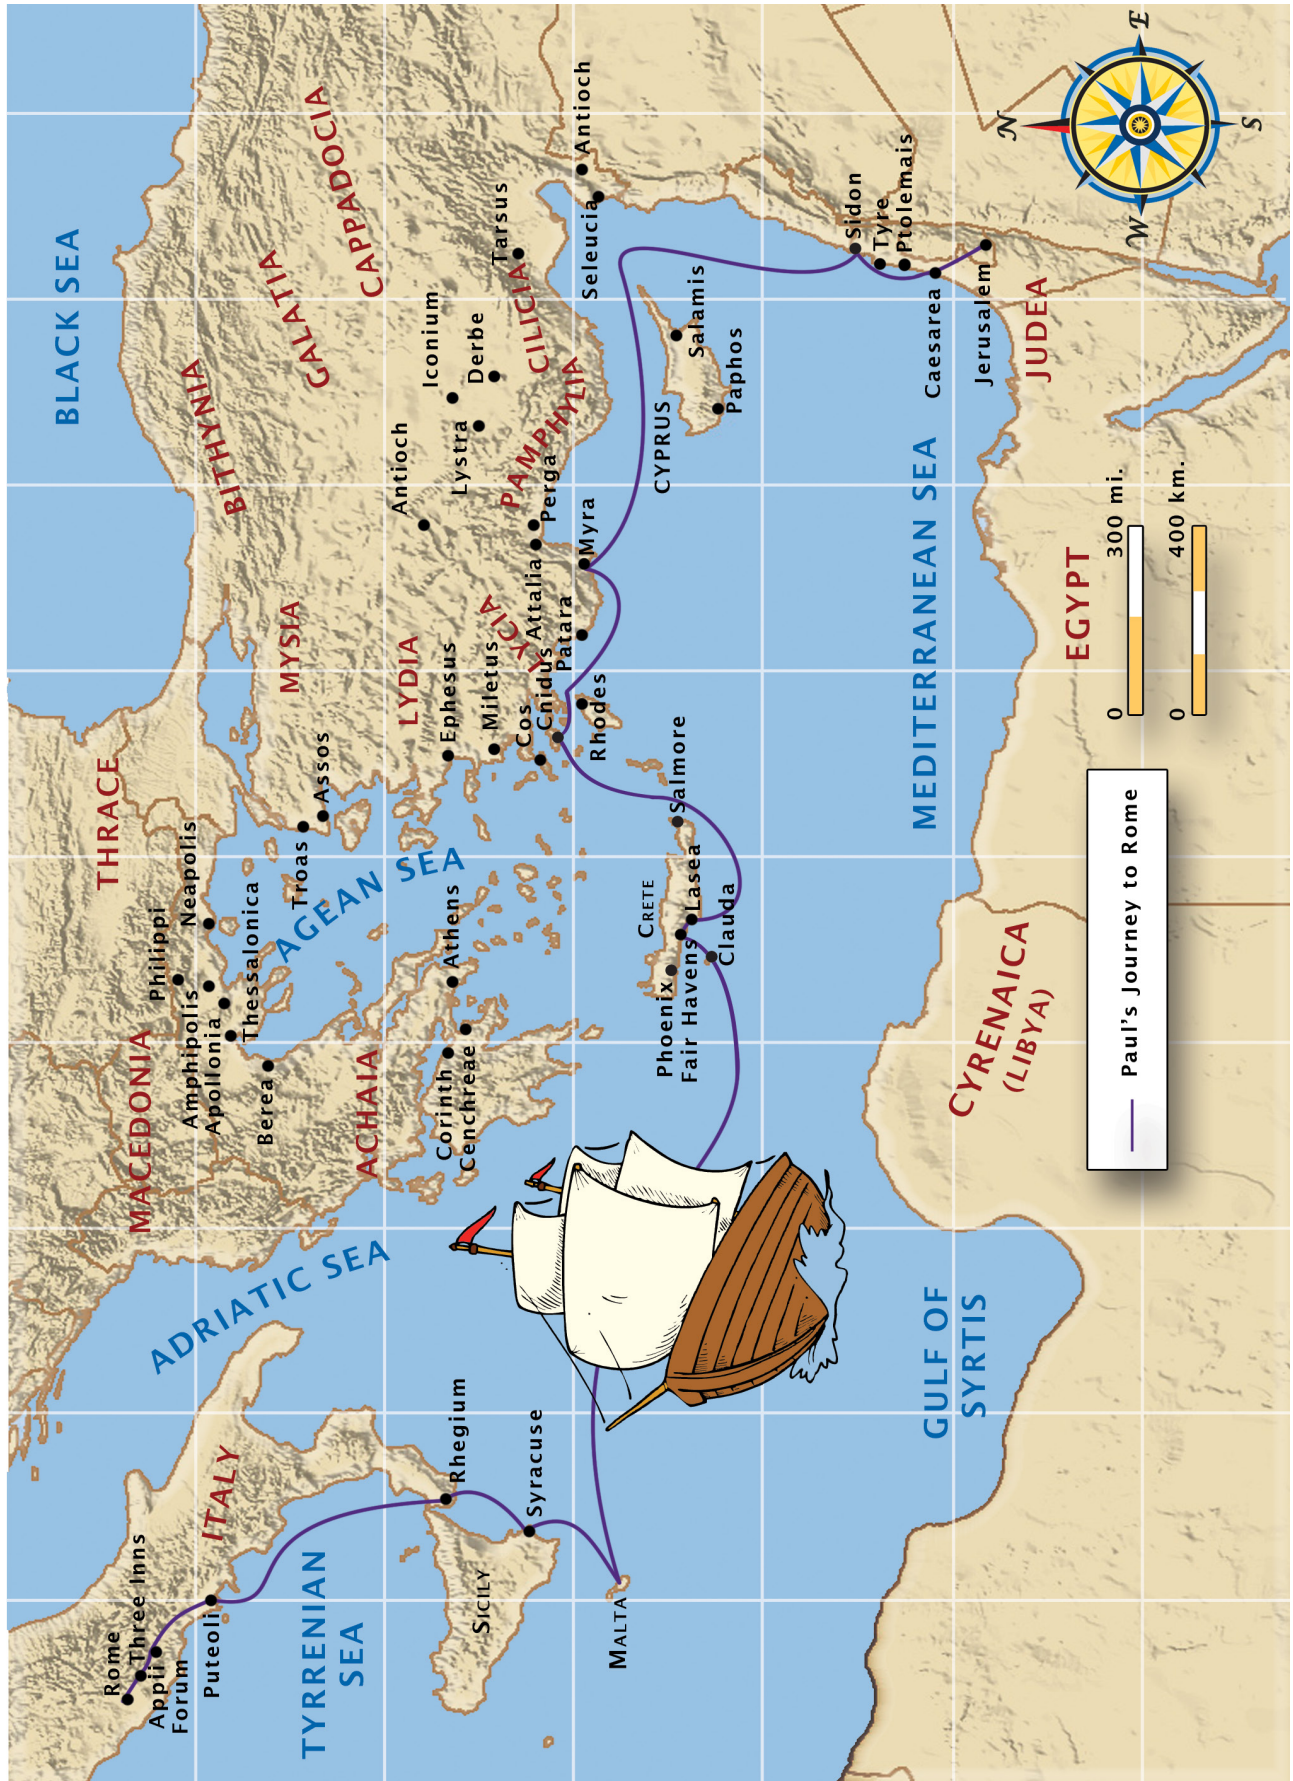 BLACK SEA
THRACE
MACEDONIA
BITHYNIA
GALATIA
CAPPADOCIA
MYSIA
LYDIA
LYCIA
PAMPHYLIA
CILICIA
ACHAIA
ITALY
ADRIATIC SEA
AGEAN SEA
TYRRENIAN
SEA
Rome
Three Inns
Appii
Forum
Puteoli
Rhegium
Syracuse
SICILY
MALTA
Philippi
Neapolis
Amphipolis
Apollonia
Thessalonica
Berea
Troas
Assos
Athens
Corinth
Cenchreae
Ephesus
Miletus
Cos
Chidus
Rhodes
Patara
Attalia
Perga
Myra
Antioch
Iconium
Lystra
Derbe
Tarsus
Antioch
Seleucia
CYPRUS
Salamis
Paphos
Sidon
Tyre
Ptolemais
Caesarea
Jerusalem
JUDEA
CRETE
Salmore
Lasea
Phoenix
Fair Havens
Clauda
MEDITERRANEAN SEA
GULF OF
SYRTIS
CYRENAICA
(LIBYA)
EGYPT
Paul's Journey to Rome
0 300 mi.
0 400 km.
N
E
S
W